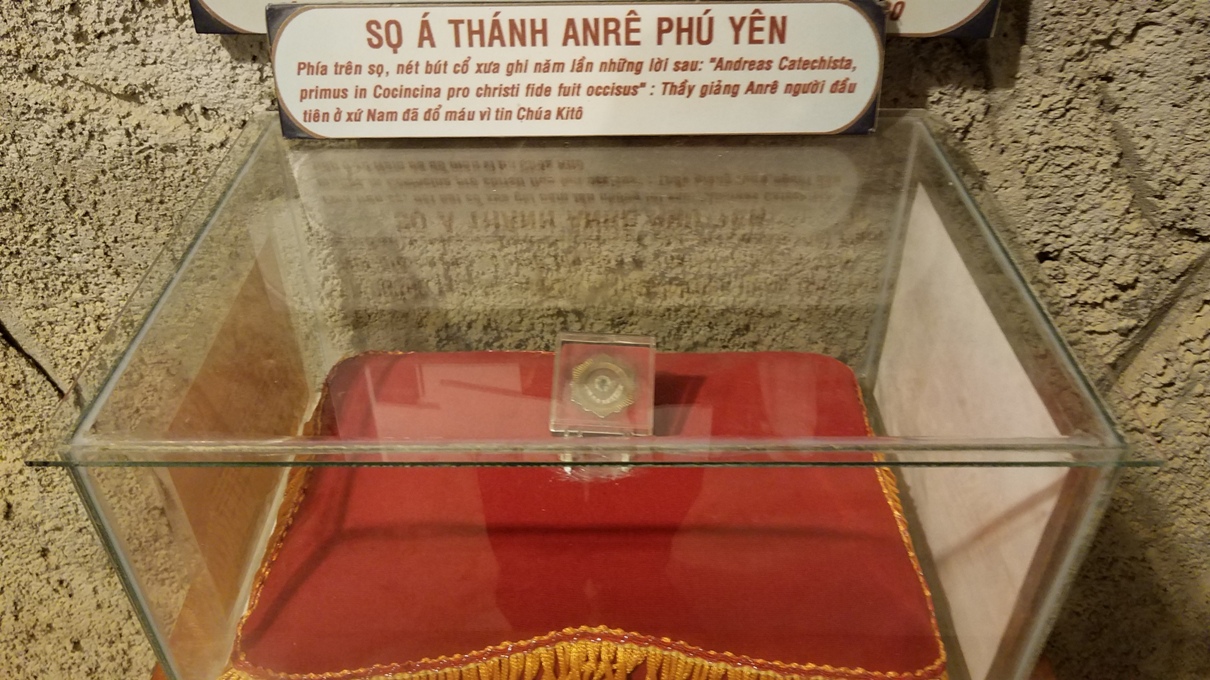 SỌ Á THÁNH ANRÊ PHÚ YÊN
Phía trên sọ, nét bút cổ xưa ghi năm lần những lời sau: "Andreas Catechista,
primus in Cocincina pro christi fide fuit occisus" : Thầy giảng Anrê người đầu
tiên ở xứ Nam đã đổ máu vì tin Chúa Kitô